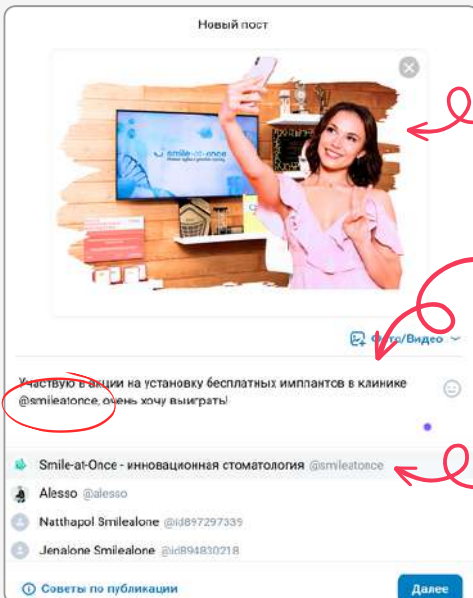 Новый пост
smile-at-once
Фото/Видео
Участвую в акции на установку бесплатных имплантов в клинике
@smileatonce, очень хочу выиграть!
Smile-at-Once - инновационная стоматология @smileatonce
Alesso @alesso
Natthapol Smilealone @id897297339
Jenalone Smilealone @id894830218
Советы по публикации
Далее